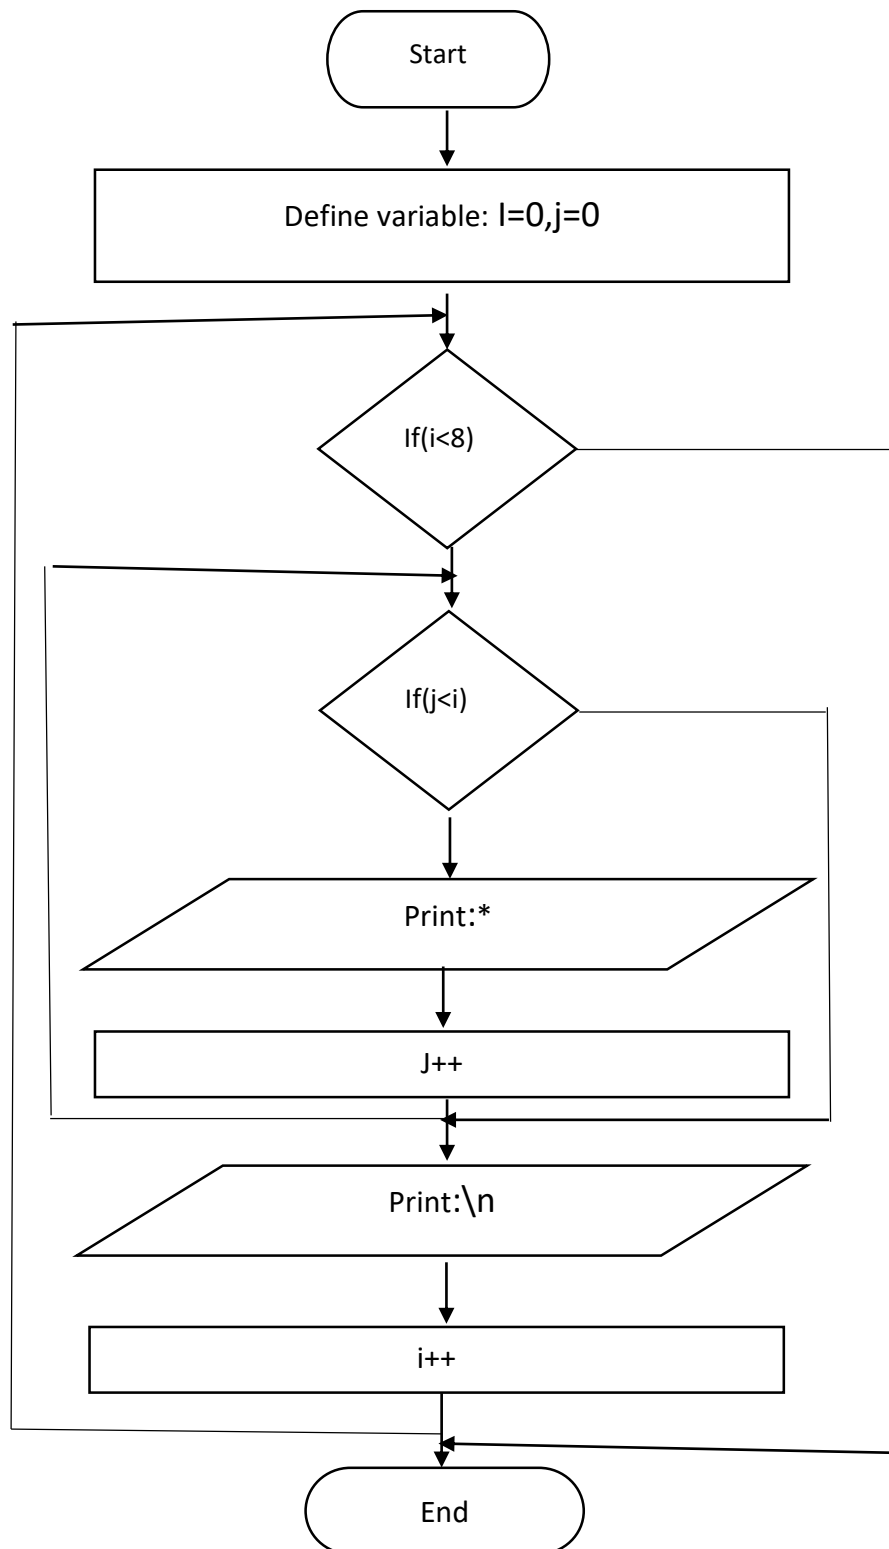 Start
Define variable: I=0,j=0
If(i<8)
If(j<i)
Print:*
J++
Print:\n
i++
End